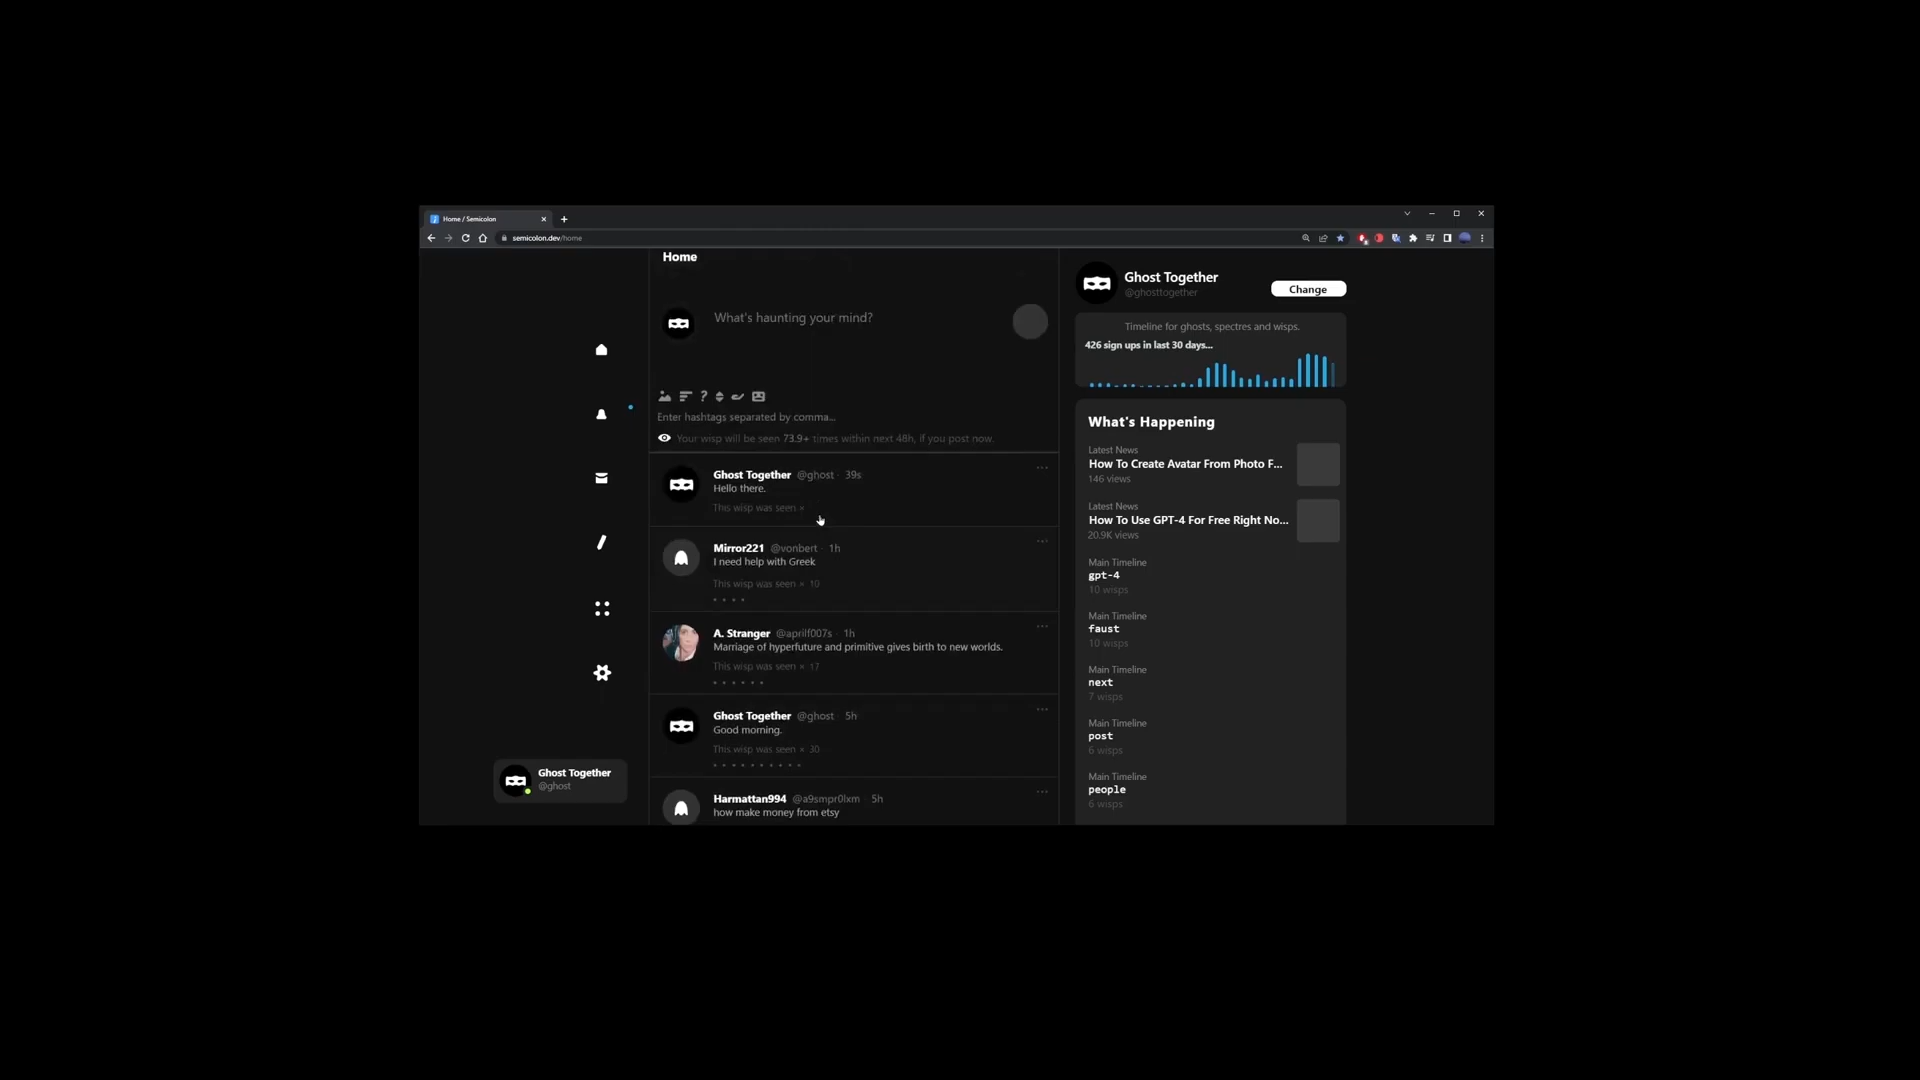 Home / Semicolon
semicolon.dev/home
Home
What's haunting your mind?
Enter hashtags separated by comma...
Your wisp will be seen 73.9+ times within next 48h, if you post now.
Ghost Together @ghost · 39s
Hello there.
This wisp was seen ×
Mirror221 @vonbert · 1h
I need help with Greek
This wisp was seen × 10
A. Stranger @aprilf007s · 1h
Marriage of hyperfuture and primitive gives birth to new worlds.
This wisp was seen × 17
Ghost Together @ghost · 5h
Good morning.
This wisp was seen × 30
Harmattan994 @a9smpr0lxm · 5h
how make money from etsy
Ghost Together
@ghost
Ghost Together
@ghosttogether
Change
Timeline for ghosts, spectres and wisps.
426 sign ups in last 30 days...
What's Happening
Latest News
How To Create Avatar From Photo F...
146 views
Latest News
How To Use GPT-4 For Free Right No...
20.9K views
Main Timeline
gpt-4
10 wisps
Main Timeline
faust
10 wisps
Main Timeline
next
7 wisps
Main Timeline
post
6 wisps
Main Timeline
people
6 wisps